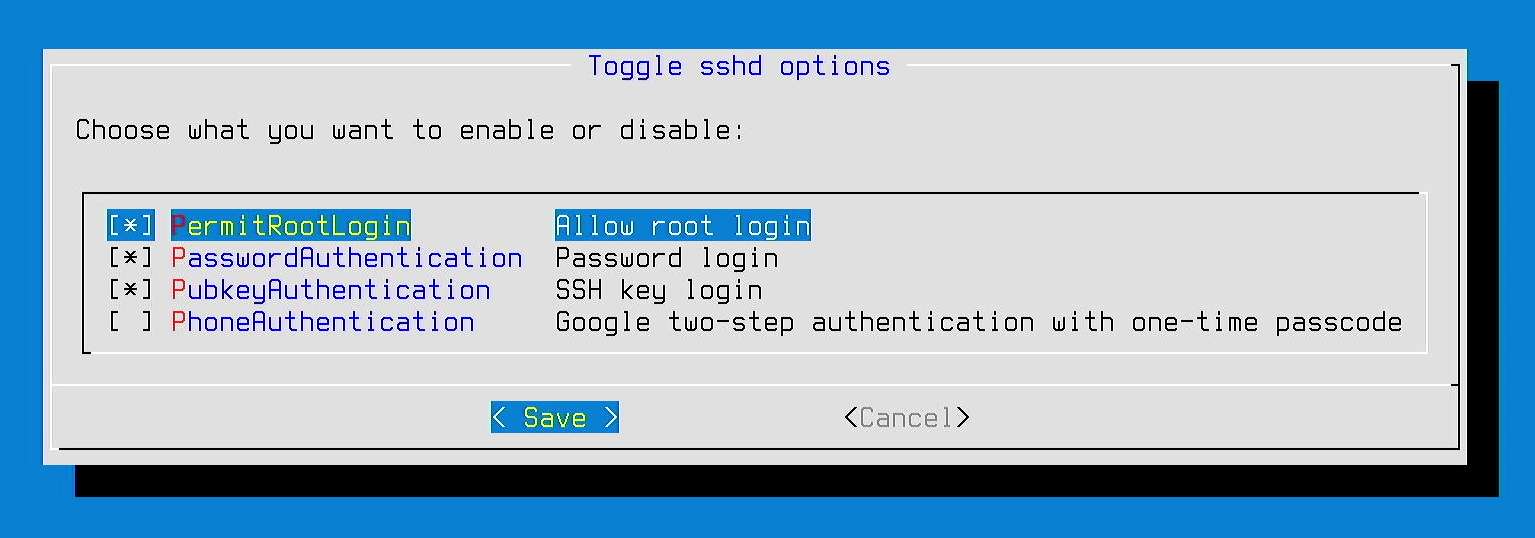 Toggle sshd options
Choose what you want to enable or disable:
[*] PermitRootLogin Allow root login
[*] PasswordAuthentication Password login
[*] PubkeyAuthentication SSH key login
[ ] PhoneAuthentication Google two-step authentication with one-time passcode
< Save > <Cancel>